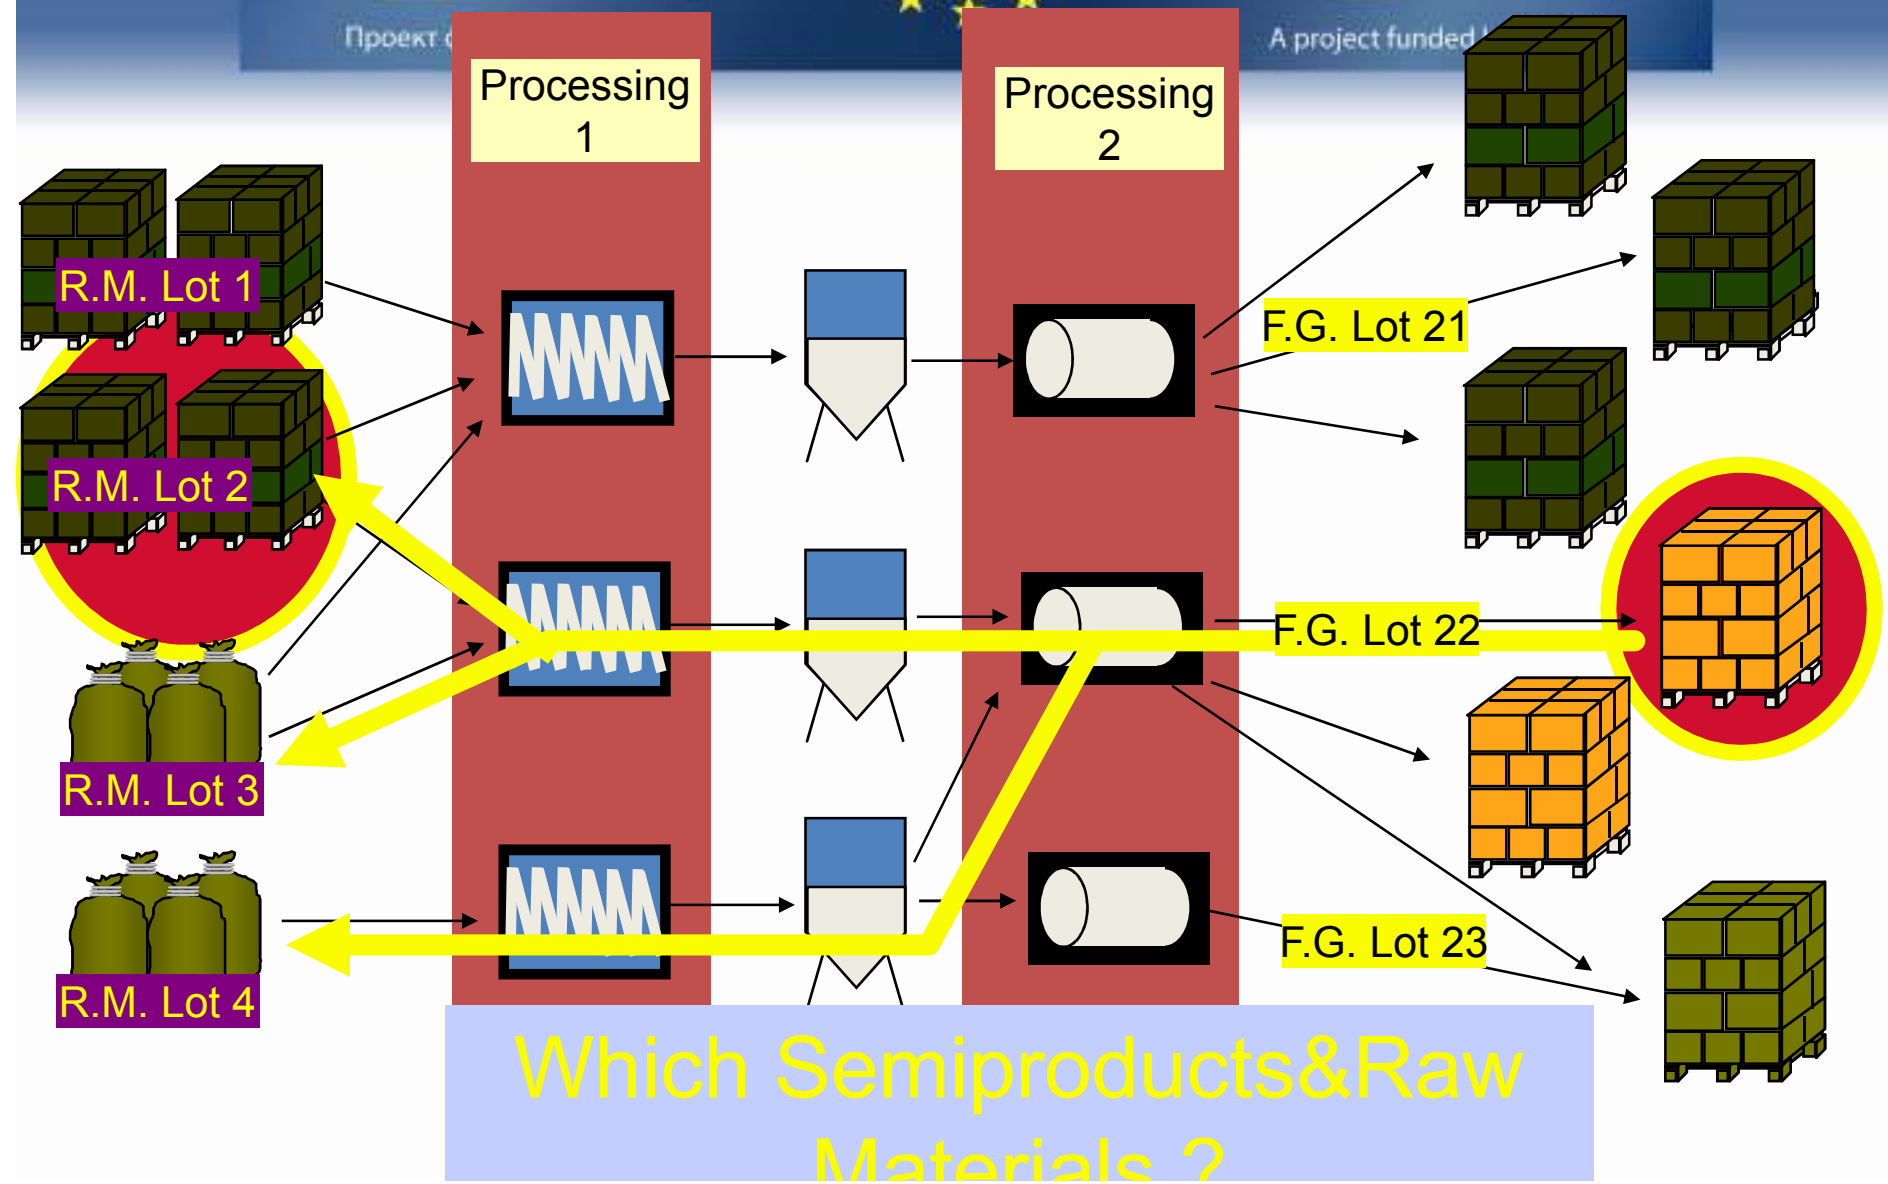 Проект
A project funded
Processing
1
Processing
2
R.M. Lot 1
F.G. Lot 21
R.M. Lot 2
F.G. Lot 22
R.M. Lot 3
F.G. Lot 23
R.M. Lot 4
Which Semiproducts&Raw
Materials ?